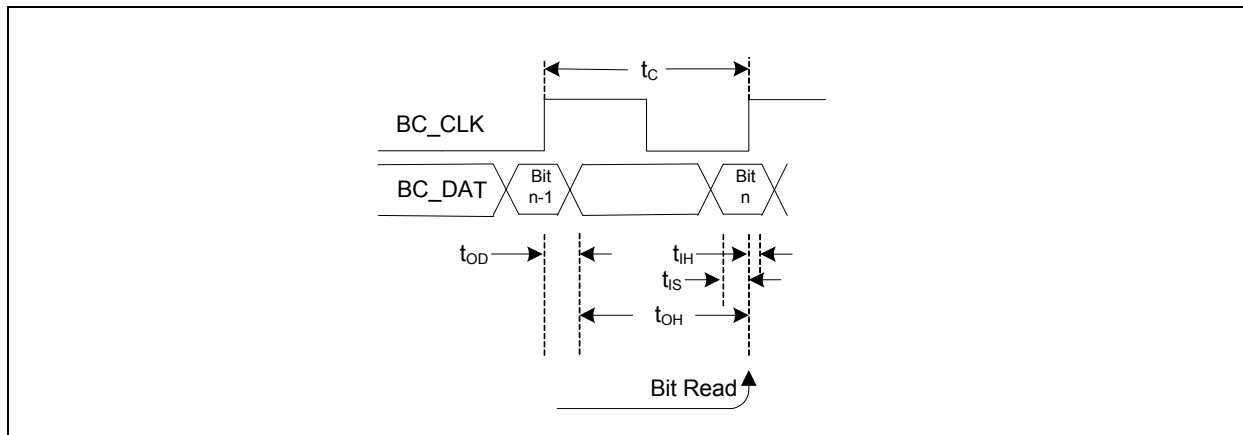 tC
BC_CLK
BC_DAT
Bit
n-1
Bit
n
tOD
tIH
tIS
tOH
Bit Read